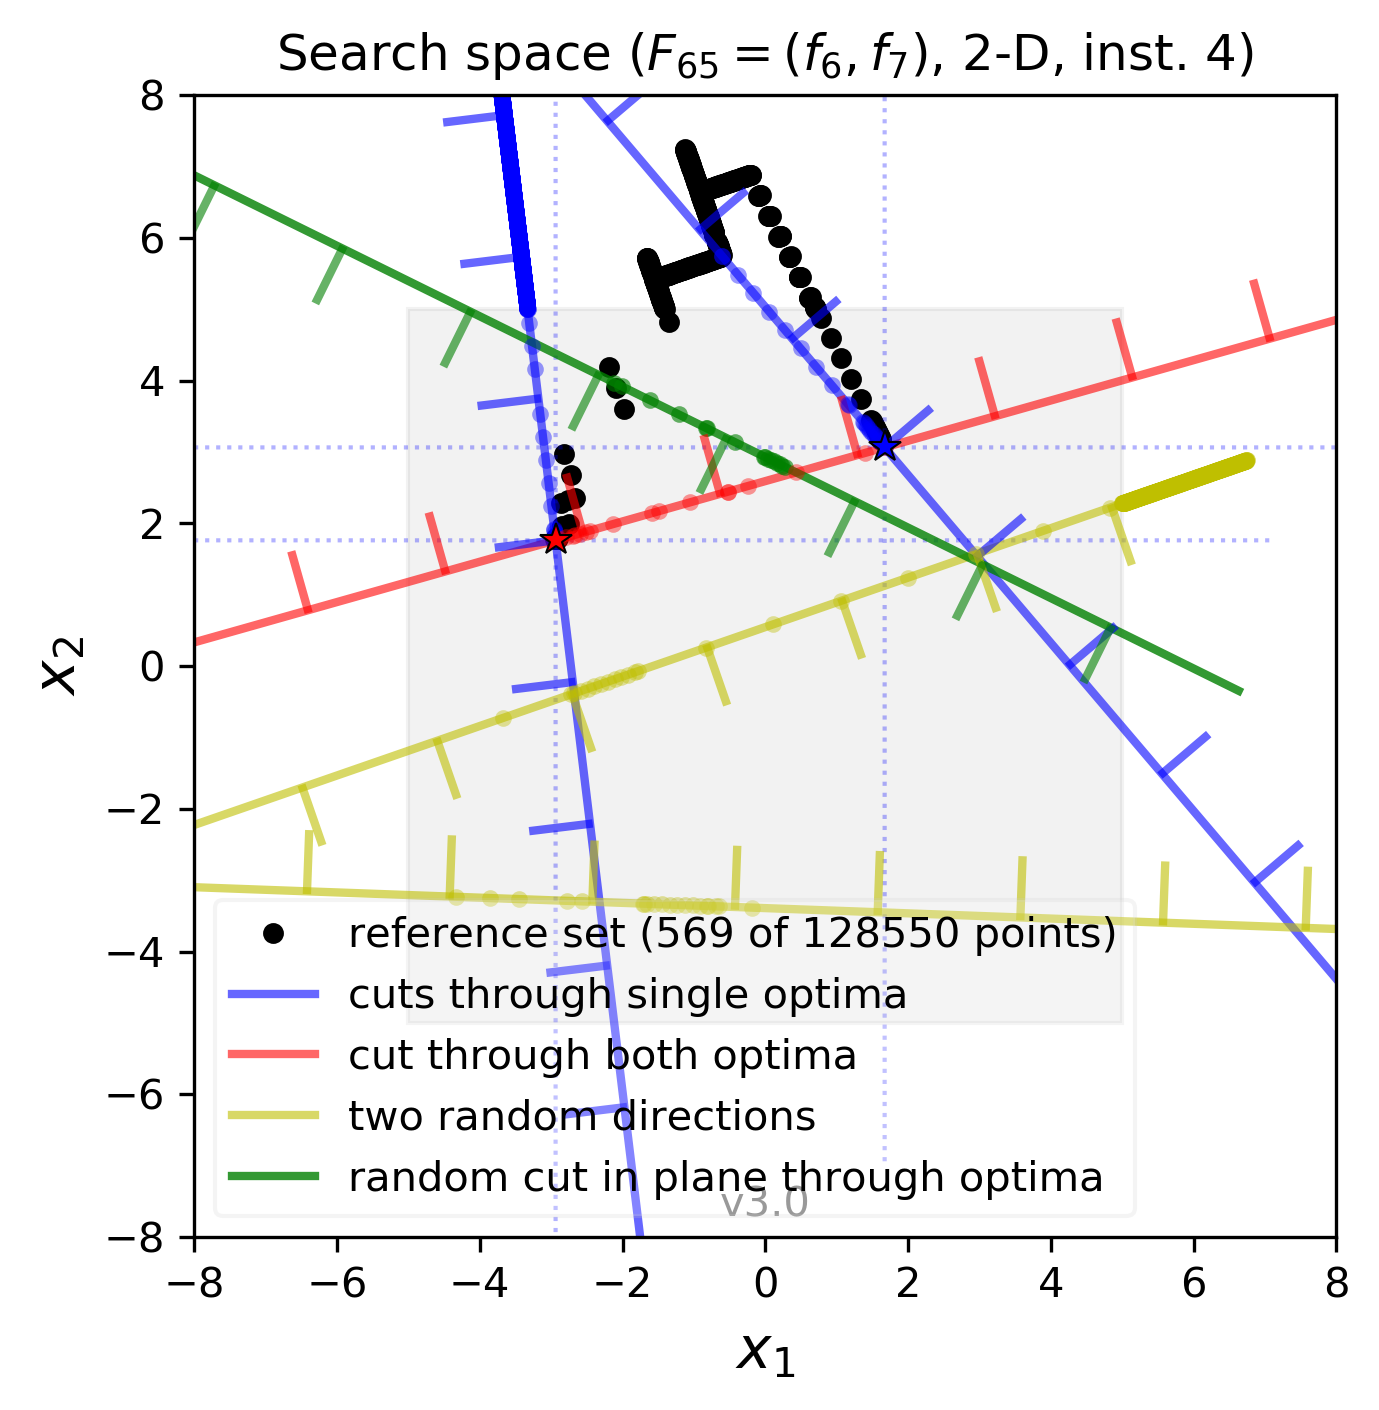 Search space (F65 = (f6, f7), 2-D, inst. 4)
8
6
4
2
0
−2
−4
−6
−8
x2
reference set (569 of 128550 points)
cuts through single optima
cut through both optima
two random directions
random cut in plane through optima
v3.0
−8 −6 −4 −2 0 2 4 6 8
x1